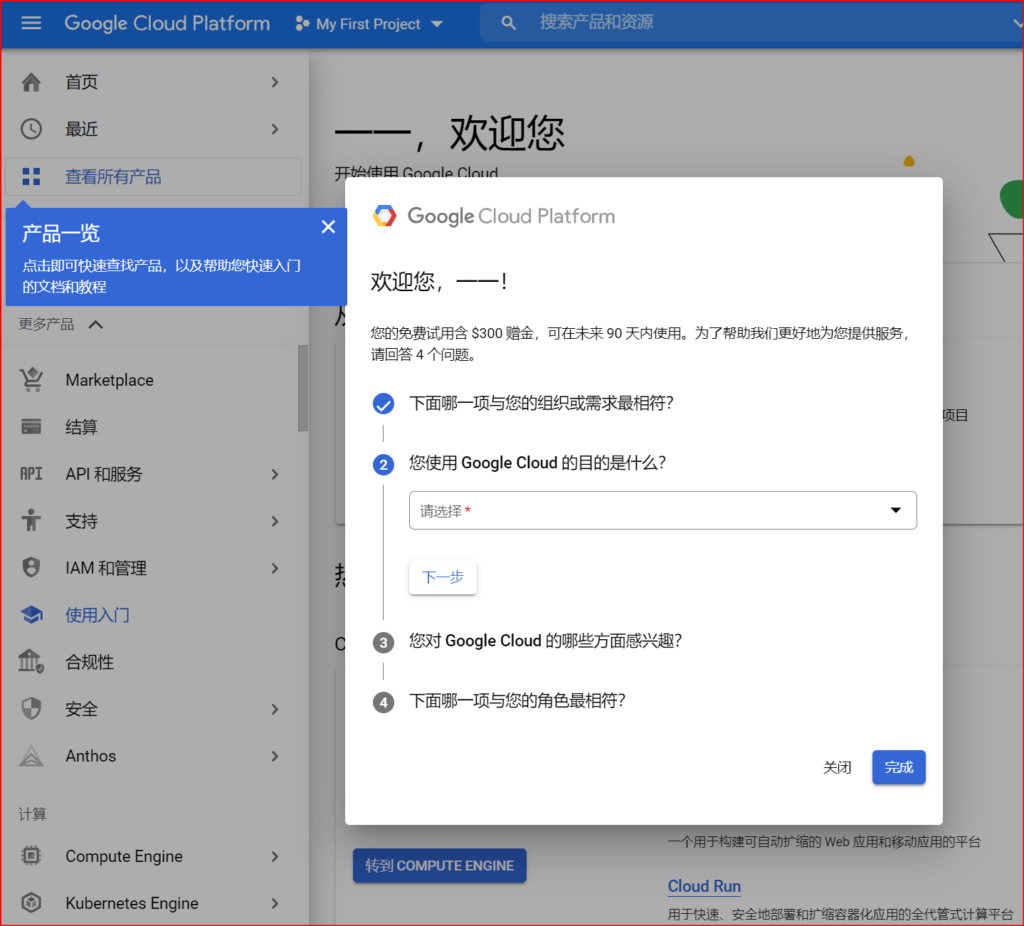 Google Cloud Platform
My First Project
搜索产品和资源
首页
最近
查看所有产品
产品一览
点击即可快速查找产品，以及帮助您快速入门
的文档和教程
更多产品
Marketplace
结算
API
API 和服务
支持
IAM 和管理
使用入门
合规性
安全
Anthos
计算
Compute Engine
Kubernetes Engine
一一，欢迎您
开始使用 Google Cloud
Google Cloud Platform
欢迎您，一一！
您的免费试用含 $300 赠金，可在未来 90 天内使用。为了帮助我们更好地为您提供服务，
请回答 4 个问题。
下面哪一项与您的组织或需求最相符？
2 您使用 Google Cloud 的目的是什么？
请选择 *
下一步
3 您对 Google Cloud 的哪些方面感兴趣？
4 下面哪一项与您的角色最相符？
关闭
完成
项目
一个用于构建可自动扩缩的 Web 应用和移动应用的平台
转到 COMPUTE ENGINE
Cloud Run
用于快速、安全地部署和扩缩容器化应用的全代管式计算平台